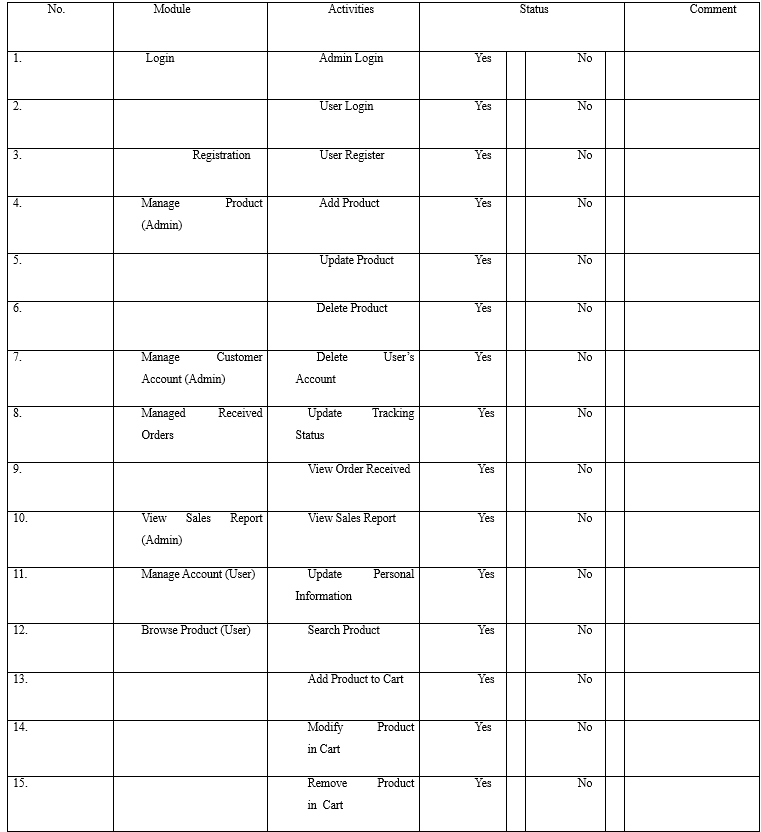 No. Module Activities Status Comment
1. Login Admin Login Yes No
2. User Login Yes No
3. Registration User Register Yes No
4. Manage Product Add Product Yes No
(Admin)
5. Update Product Yes No
6. Delete Product Yes No
7. Manage Customer Delete User’s Yes No
Account (Admin) Account
8. Managed Received Update Tracking Yes No
Orders Status
9. View Order Received Yes No
10. View Sales Report View Sales Report Yes No
(Admin)
11. Manage Account (User) Update Personal Yes No
Information
12. Browse Product (User) Search Product Yes No
13. Add Product to Cart Yes No
14. Modify Product Yes No
in Cart
15. Remove Product Yes No
in Cart